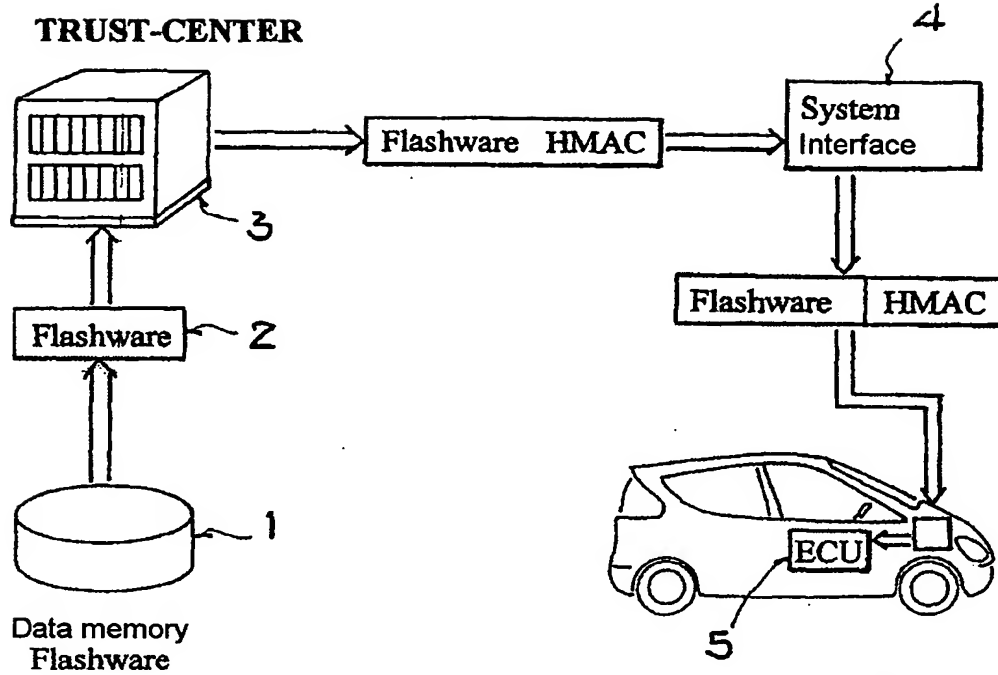 TRUST-CENTER
4
System
Interface
Flashware HMAC
3
Flashware HMAC
Flashware
2
1
ECU
5
Data memory
Flashware